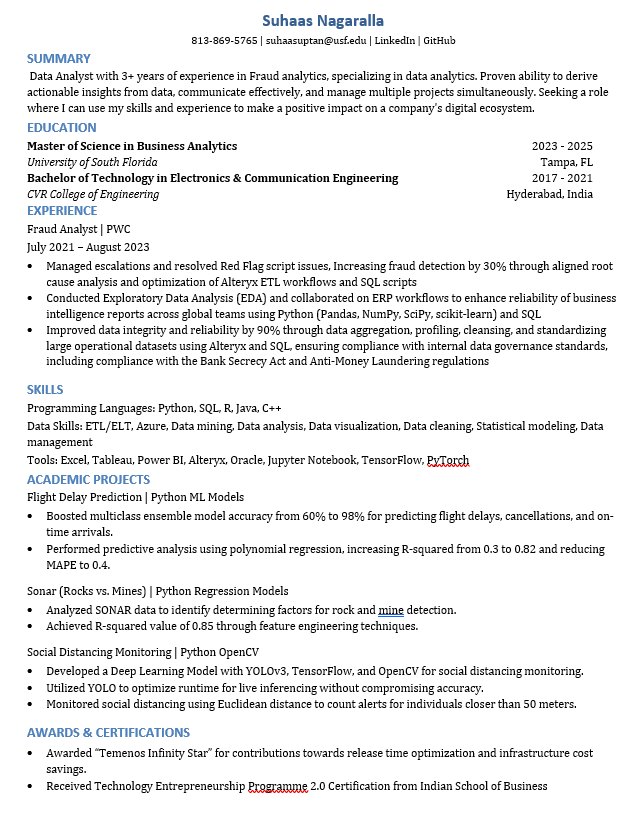 Suhaas Nagaralla
813-869-5765 | suhaasuptan@usf.edu | LinkedIn | GitHub
SUMMARY
Data Analyst with 3+ years of experience in Fraud analytics, specializing in data analytics. Proven ability to derive
actionable insights from data, communicate effectively, and manage multiple projects simultaneously. Seeking a role
where I can use my skills and experience to make a positive impact on a company's digital ecosystem.
EDUCATION
Master of Science in Business Analytics 2023 - 2025
University of South Florida Tampa, FL
Bachelor of Technology in Electronics & Communication Engineering 2017 - 2021
CVR College of Engineering Hyderabad, India
EXPERIENCE
Fraud Analyst | PWC
July 2021 – August 2023
• Managed escalations and resolved Red Flag script issues, Increasing fraud detection by 30% through aligned root
cause analysis and optimization of Alteryx ETL workflows and SQL scripts
• Conducted Exploratory Data Analysis (EDA) and collaborated on ERP workflows to enhance reliability of business
intelligence reports across global teams using Python (Pandas, NumPy, SciPy, scikit-learn) and SQL
• Improved data integrity and reliability by 90% through data aggregation, profiling, cleansing, and standardizing
large operational datasets using Alteryx and SQL, ensuring compliance with internal data governance standards,
including compliance with the Bank Secrecy Act and Anti-Money Laundering regulations
SKILLS
Programming Languages: Python, SQL, R, Java, C++
Data Skills: ETL/ELT, Azure, Data mining, Data analysis, Data visualization, Data cleaning, Statistical modeling, Data
management
Tools: Excel, Tableau, Power BI, Alteryx, Oracle, Jupyter Notebook, TensorFlow, PyTorch
ACADEMIC PROJECTS
Flight Delay Prediction | Python ML Models
• Boosted multiclass ensemble model accuracy from 60% to 98% for predicting flight delays, cancellations, and on-
time arrivals.
• Performed predictive analysis using polynomial regression, increasing R-squared from 0.3 to 0.82 and reducing
MAPE to 0.4.
Sonar (Rocks vs. Mines) | Python Regression Models
• Analyzed SONAR data to identify determining factors for rock and mine detection.
• Achieved R-squared value of 0.85 through feature engineering techniques.
Social Distancing Monitoring | Python OpenCV
• Developed a Deep Learning Model with YOLOv3, TensorFlow, and OpenCV for social distancing monitoring.
• Utilized YOLO to optimize runtime for live inferencing without compromising accuracy.
• Monitored social distancing using Euclidean distance to count alerts for individuals closer than 50 meters.
AWARDS & CERTIFICATIONS
• Awarded “Temenos Infinity Star” for contributions towards release time optimization and infrastructure cost
savings.
• Received Technology Entrepreneurship Programme 2.0 Certification from Indian School of Business